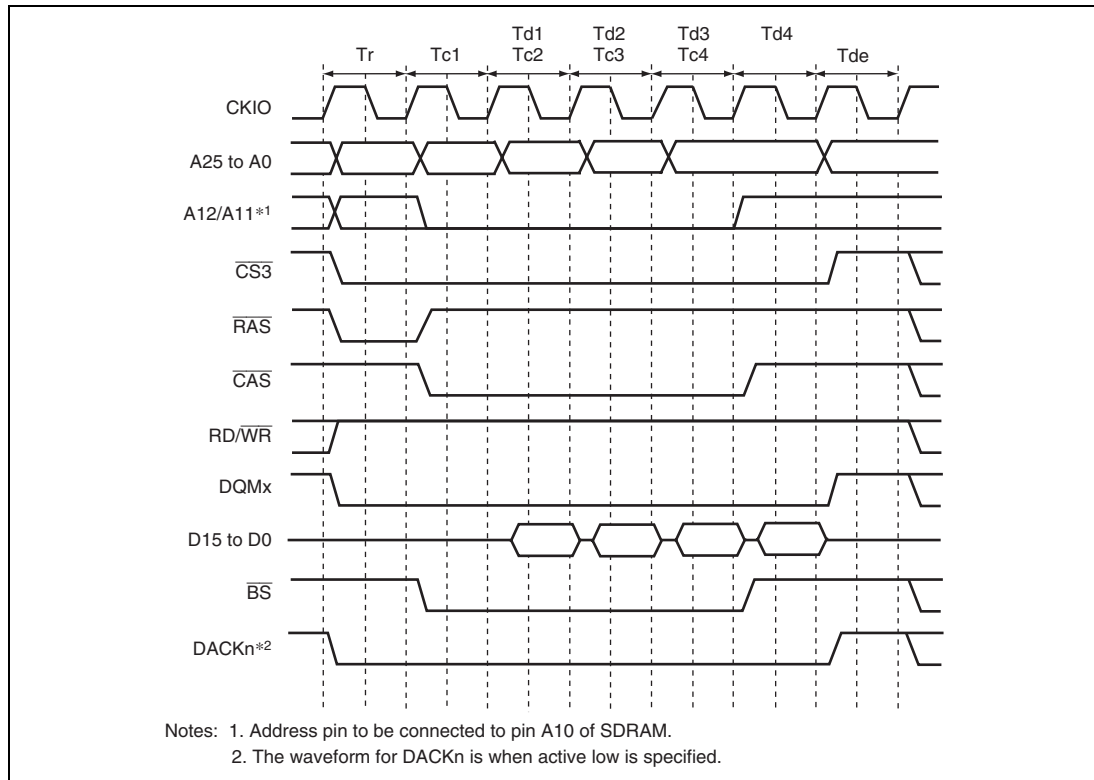 Td1 Td2 Td3 Td4
Tr Tc1 Tc2 Tc3 Tc4 Tde
CKIO
A25 to A0
A12/A11*1
CS3
RAS
CAS
RD/WR
DQMx
D15 to D0
BS
DACKn*2
Notes: 1. Address pin to be connected to pin A10 of SDRAM.
2. The waveform for DACKn is when active low is specified.